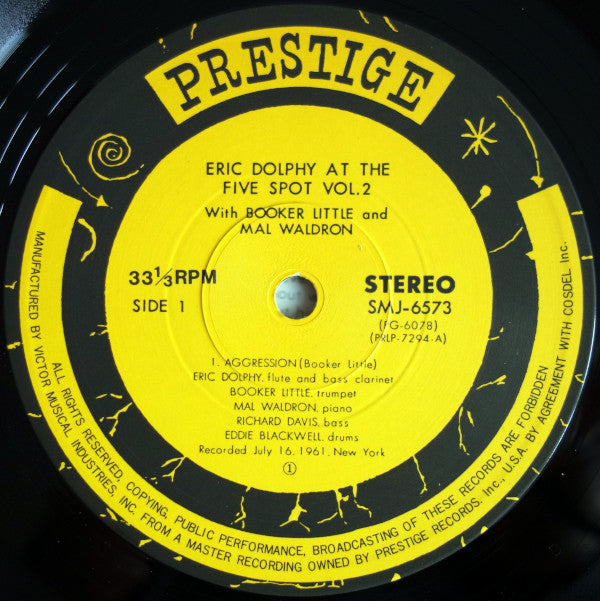 PRESTIGE
ERIC DOLPHY AT THE
FIVE SPOT VOL.2
With BOOKER LITTLE and
MAL WALDRON
33 1/3 RPM
SIDE 1
STEREO
SMJ-6573
(FG-6078)
(PRLP-7294-A)
1. AGGRESSION (Booker Little)
ERIC DOLPHY, flute and bass clarinet
BOOKER LITTLE, trumpet
MAL WALDRON, piano
RICHARD DAVIS, bass
EDDIE BLACKWELL, drums
Recorded July 16, 1961, New York
①
MANUFACTURED BY VICTOR MUSICAL INDUSTRIES, INC. FROM A MASTER RECORDING OWNED BY PRESTIGE RECORDS, Inc., U.S.A. BY AGREEMENT WITH COSDEL Inc.
ALL RIGHTS RESERVED, COPYING, PUBLIC PERFORMANCE, BROADCASTING OF THESE RECORDS ARE FORBIDDEN